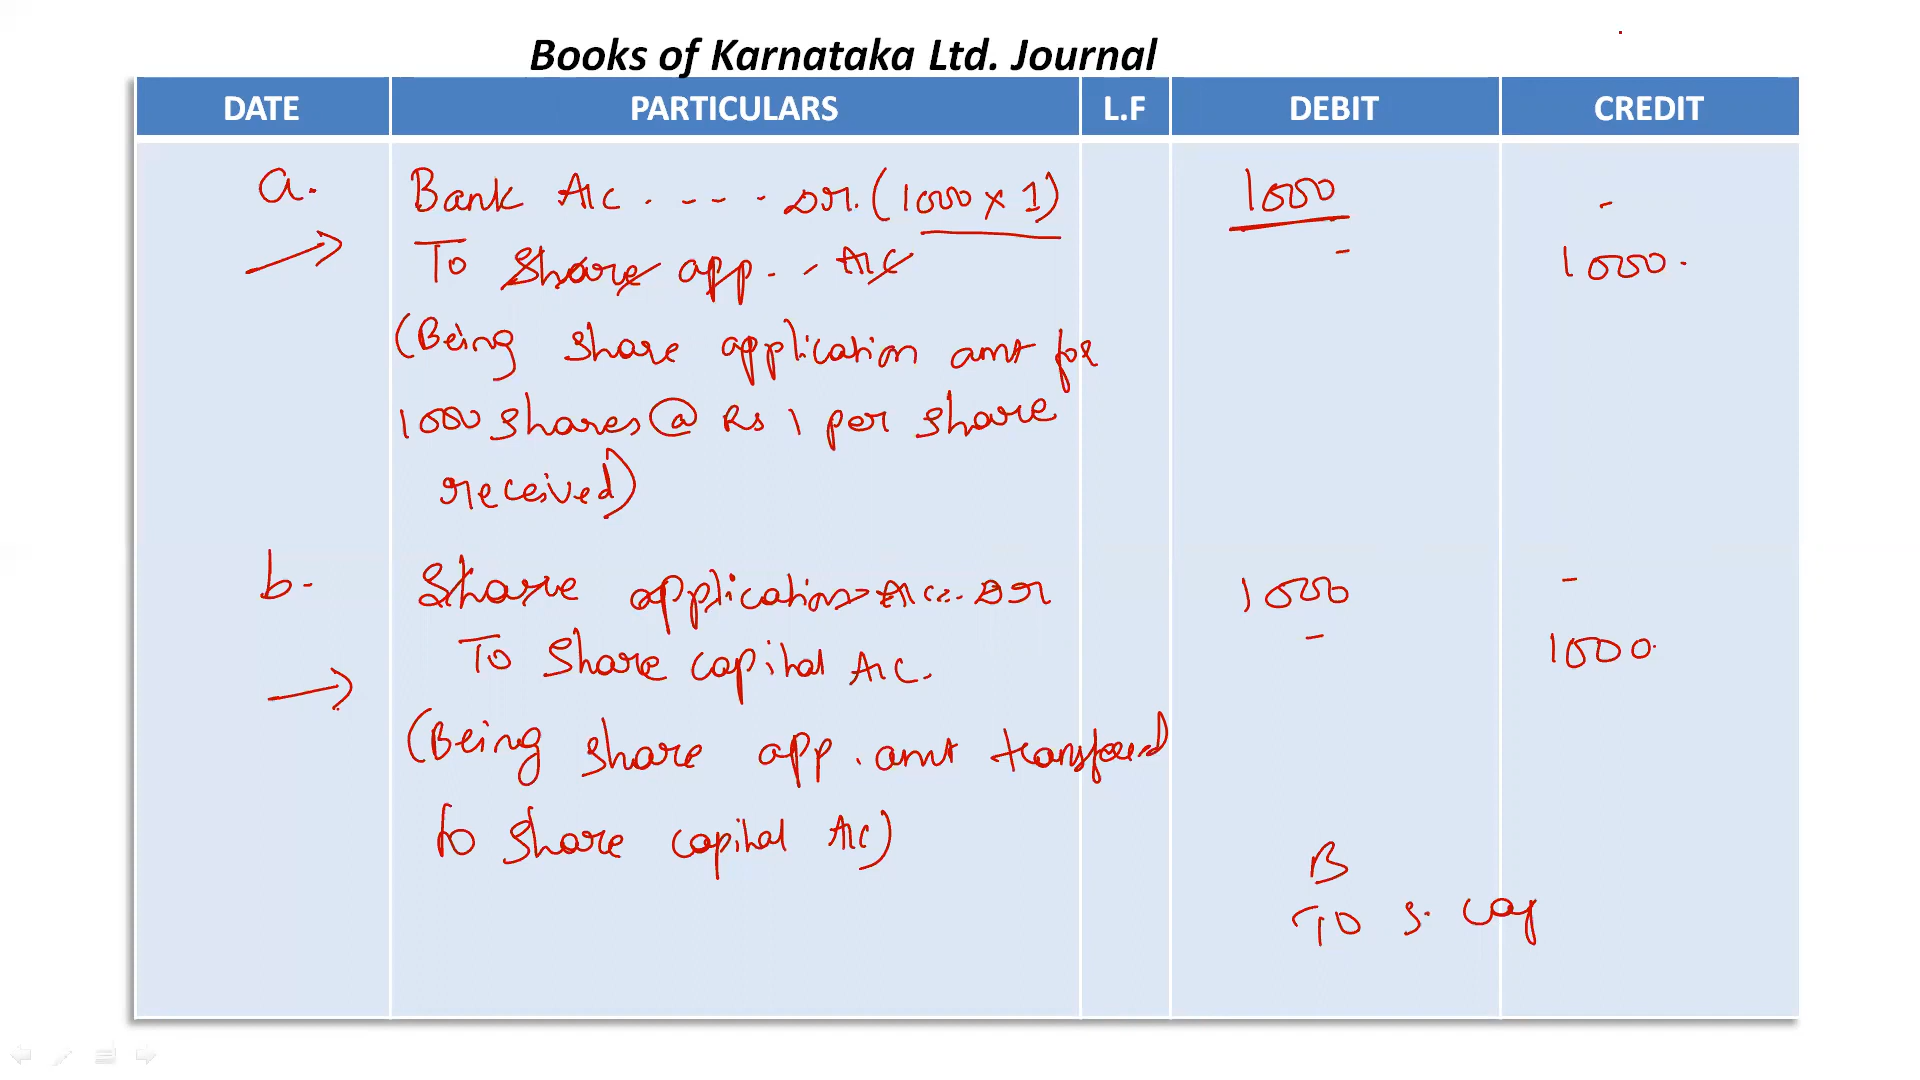 Books of Karnataka Ltd. Journal
DATE PARTICULARS L.F DEBIT CREDIT
a. Bank A/c . - - - . Dr. (1000 x 1) 1000 -
To Share app. . A/c - 1000.
(Being share application amt for
1000 shares @ Rs 1 per share
received)
b. Share application A/c.. Dr 1000 -
To Share capital A/c. - 1000.
(Being share app. amt transferred
to share capital A/c)
B
To S. cap